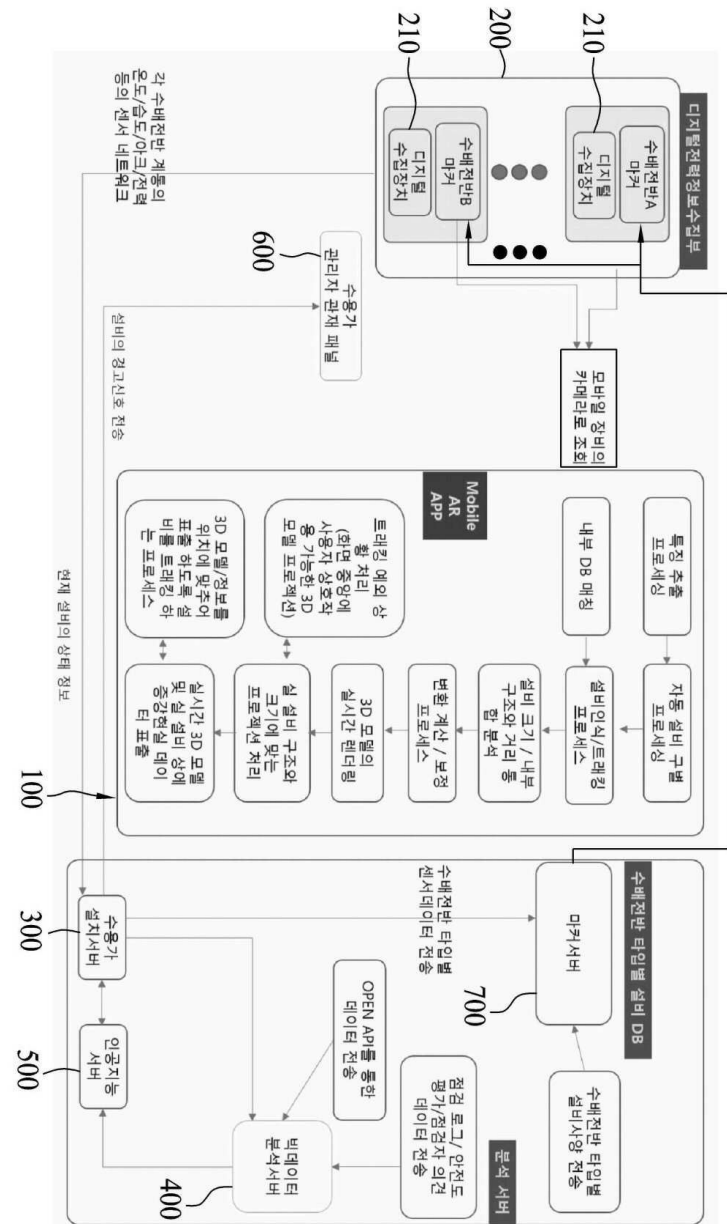 디지털전력정보수집부
200
210
수배전반A
마커
디지털
수집장치
210
수배전반B
마커
디지털
수집장치
각 수배전반 계통의
온도/습도/아크/전력
등의 센서 네트워크
600
수용가
관리자 관재 패널
설비의 경고신호 전송
현재 설비의 상태 정보
모바일 장비의
카메라로 조회
Mobile
AR
APP
특징 추출
프로세싱
내부 DB 매칭
트래킹 예외 상
황 처리
(화면 중앙에
사용자 상호작
용 가능한 3D
모델 프로젝션)
3D 모델/정보를
위치에 맞추어
표출 하도록 설
비를 트래킹 하
는 프로세스
자동 설비 구별
프로세싱
설비인식/트래킹
프로세스
설비 크기 / 내부
구조와 거리 통
합 분석
변환 계산 / 보정
프로세스
3D 모델의
실시간 렌더링
실 설비 구조와
크기에 맞는
프로젝션 처리
실시간 3D 모델
및 실 설비 상에
증강현실 데이
터 표출
100
수배전반 타입별 설비 DB
마커서버
700
수배전반 타입별
설비사양 전송
수배전반 타입별
센서데이터 전송
수용가
설치서버
300
인공지능
서버
500
OPEN API를 통한
데이터 전송
분석 서버
점검 로그/ 안전도
평가/점검자 의견
데이터 전송
빅데이터
분석서버
400